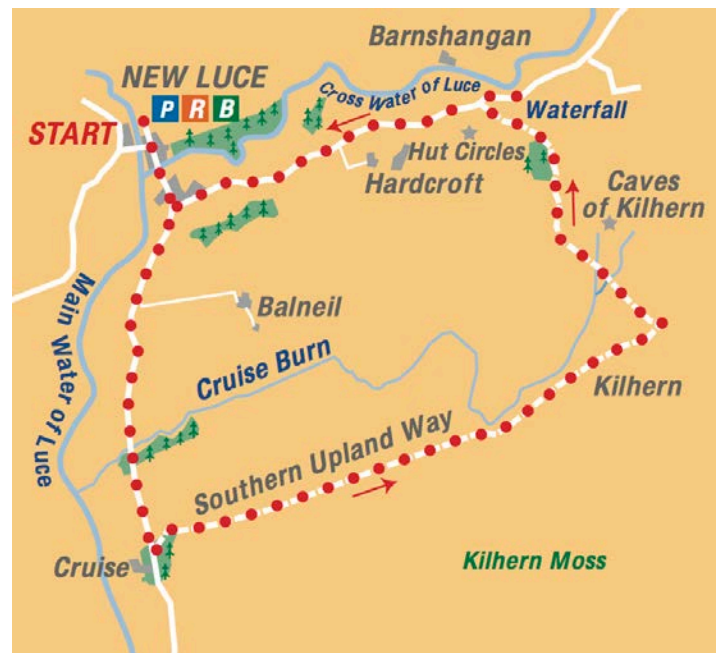 Barnshangan
NEW LUCE
P R B
Cross Water of Luce
START
Waterfall
Hut Circles
Hardcroft
Caves
of Kilhern
Main Water of Luce
Balneil
Cruise Burn
Kilhern
Southern Upland Way
Cruise
Kilhern Moss